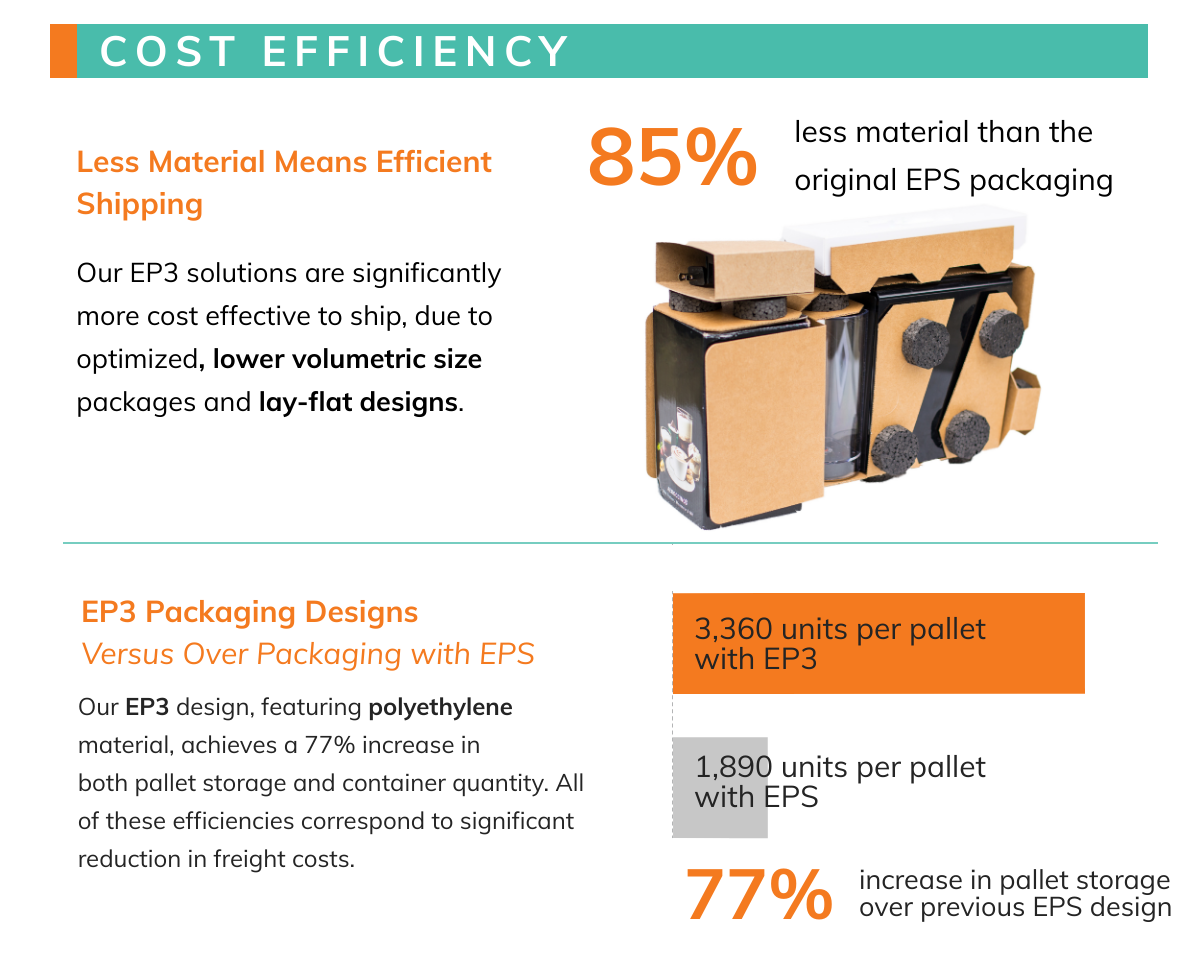 COST EFFICIENCY
Less Material Means Efficient
Shipping
Our EP3 solutions are significantly
more cost effective to ship, due to
optimized, lower volumetric size
packages and lay-flat designs.
85%
less material than the
original EPS packaging
EP3 Packaging Designs
Versus Over Packaging with EPS
Our EP3 design, featuring polyethylene
material, achieves a 77% increase in
both pallet storage and container quantity. All
of these efficiencies correspond to significant
reduction in freight costs.
3,360 units per pallet
with EP3
1,890 units per pallet
with EPS
77%
increase in pallet storage
over previous EPS design